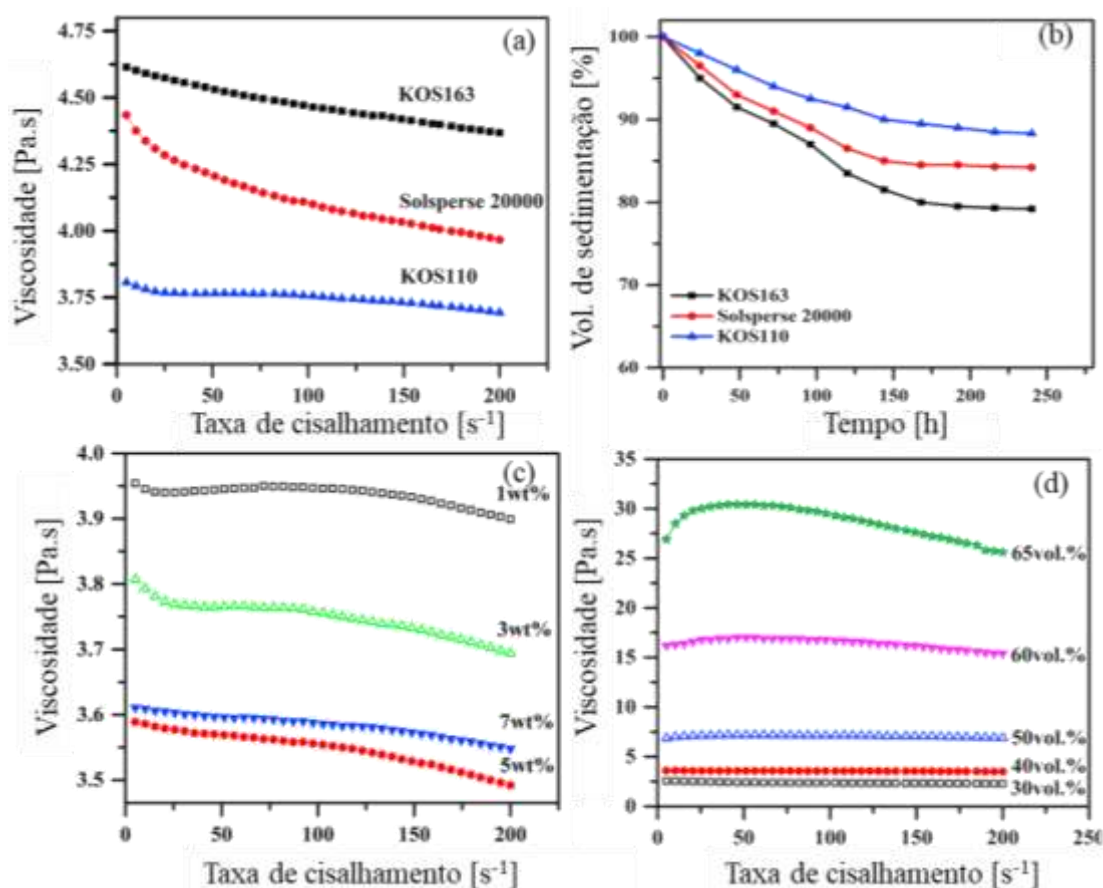 (a)
Viscosidade [Pa.s]
4.75
4.50
4.25
4.00
3.75
3.50
KOS163
Solsperse 20000
KOS110
0 50 100 150 200
Taxa de cisalhamento [s⁻¹]
(b)
Vol. de sedimentação [%]
100
90
80
70
60
KOS163
Solsperse 20000
KOS110
0 50 100 150 200 250
Tempo [h]
(c)
Viscosidade [Pa.s]
4.0
3.9
3.8
3.7
3.6
3.5
1wt%
3wt%
7wt%
5wt%
0 50 100 150 200
Taxa de cisalhamento [s⁻¹]
(d)
Viscosidade [Pa.s]
35
30
25
20
15
10
5
0
65vol.%
60vol.%
50vol.%
40vol.%
30vol.%
0 50 100 150 200 250
Taxa de cisalhamento [s⁻¹]